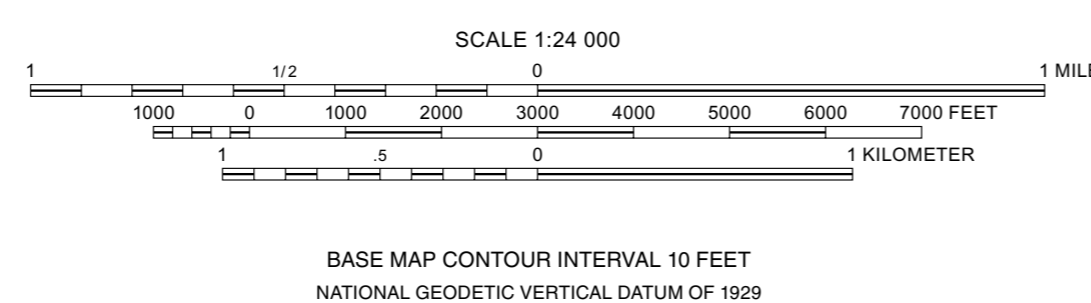 SCALE 1:24 000
1 1/2 0 1 MILE
1000 0 1000 2000 3000 4000 5000 6000 7000 FEET
1 .5 0 1 KILOMETER
BASE MAP CONTOUR INTERVAL 10 FEET
NATIONAL GEODETIC VERTICAL DATUM OF 1929